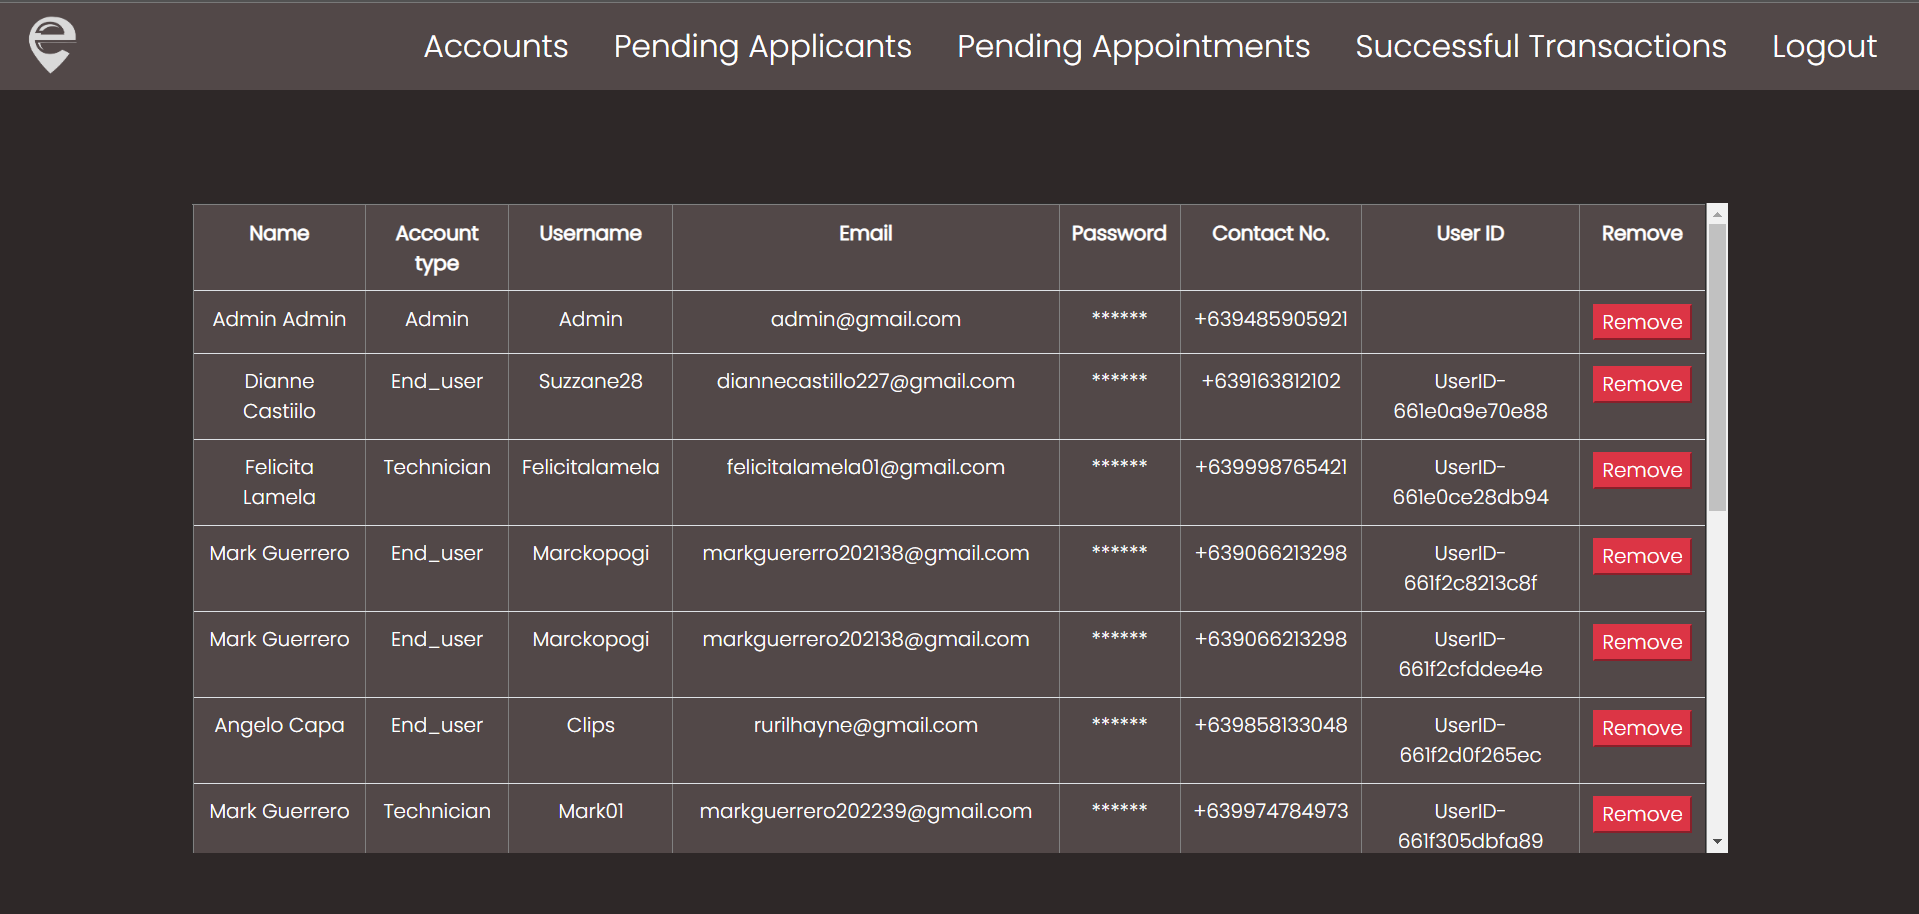 Accounts Pending Applicants Pending Appointments Successful Transactions Logout
Name Account type Username Email Password Contact No. User ID Remove
Admin Admin Admin Admin admin@gmail.com ****** +639485905921 Remove
Dianne Castiilo End_user Suzzane28 diannecastillo227@gmail.com ****** +639163812102 UserID-661e0a9e70e88 Remove
Felicita Lamela Technician Felicitalamela felicitalamela01@gmail.com ****** +639998765421 UserID-661e0ce28db94 Remove
Mark Guerrero End_user Marckopogi markguererro202138@gmail.com ****** +639066213298 UserID-661f2c8213c8f Remove
Mark Guerrero End_user Marckopogi markguerrero202138@gmail.com ****** +639066213298 UserID-661f2cfddee4e Remove
Angelo Capa End_user Clips rurilhayne@gmail.com ****** +639858133048 UserID-661f2d0f265ec Remove
Mark Guerrero Technician Mark01 markguerrero202239@gmail.com ****** +639974784973 UserID-661f305dbfa89 Remove